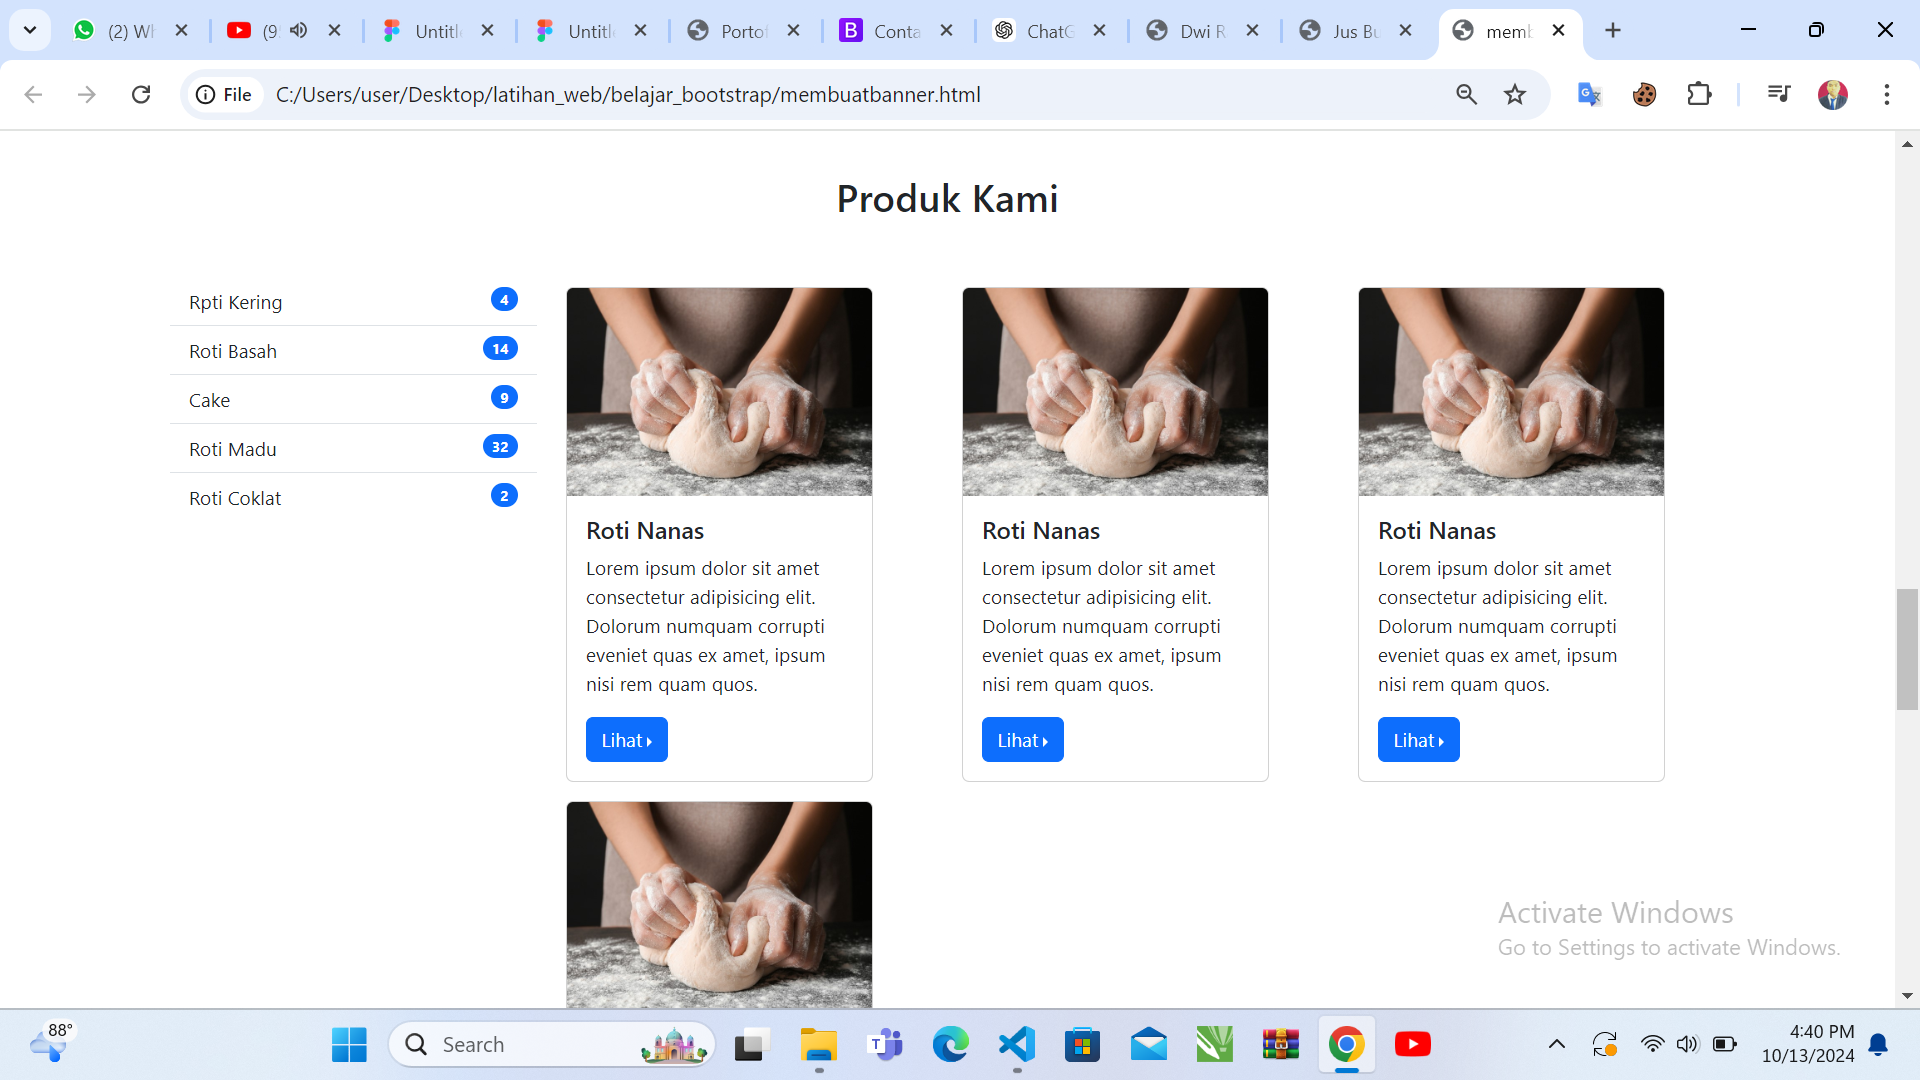 (2) Wh
(9
Untitle
Untitle
Portof
Conta
ChatG
Dwi R
Jus Bu
memb
File
C:/Users/user/Desktop/latihan_web/belajar_bootstrap/membuatbanner.html
Produk Kami
Rpti Kering 4
Roti Basah 14
Cake 9
Roti Madu 32
Roti Coklat 2
Roti Nanas
Lorem ipsum dolor sit amet
consectetur adipisicing elit.
Dolorum numquam corrupti
eveniet quas ex amet, ipsum
nisi rem quam quos.
Lihat
Roti Nanas
Lorem ipsum dolor sit amet
consectetur adipisicing elit.
Dolorum numquam corrupti
eveniet quas ex amet, ipsum
nisi rem quam quos.
Lihat
Roti Nanas
Lorem ipsum dolor sit amet
consectetur adipisicing elit.
Dolorum numquam corrupti
eveniet quas ex amet, ipsum
nisi rem quam quos.
Lihat
Activate Windows
Go to Settings to activate Windows.
88°
Search
4:40 PM
10/13/2024